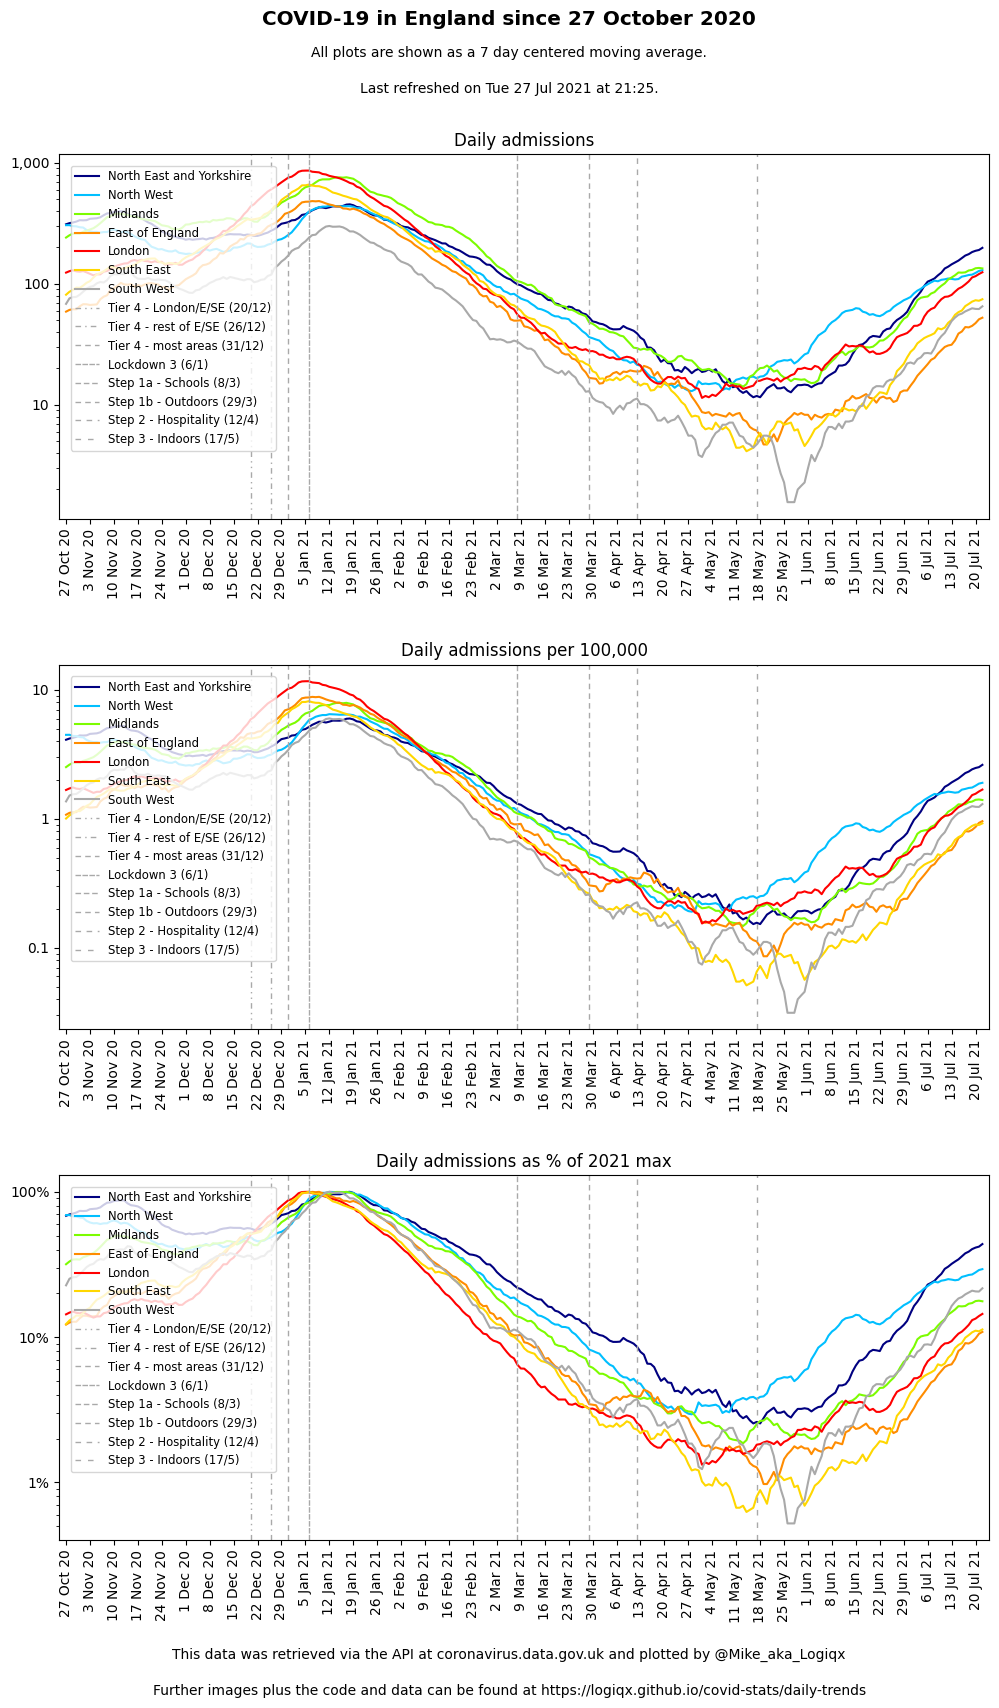 COVID-19 in England since 27 October 2020
All plots are shown as a 7 day centered moving average.
Last refreshed on Tue 27 Jul 2021 at 21:25.
Daily admissions
1,000
100
10
North East and Yorkshire
North West
Midlands
East of England
London
South East
South West
Tier 4 - London/E/SE (20/12)
Tier 4 - rest of E/SE (26/12)
Tier 4 - most areas (31/12)
Lockdown 3 (6/1)
Step 1a - Schools (8/3)
Step 1b - Outdoors (29/3)
Step 2 - Hospitality (12/4)
Step 3 - Indoors (17/5)
27 Oct 20
3 Nov 20
10 Nov 20
17 Nov 20
24 Nov 20
1 Dec 20
8 Dec 20
15 Dec 20
22 Dec 20
29 Dec 20
5 Jan 21
12 Jan 21
19 Jan 21
26 Jan 21
2 Feb 21
9 Feb 21
16 Feb 21
23 Feb 21
2 Mar 21
9 Mar 21
16 Mar 21
23 Mar 21
30 Mar 21
6 Apr 21
13 Apr 21
20 Apr 21
27 Apr 21
4 May 21
11 May 21
18 May 21
25 May 21
1 Jun 21
8 Jun 21
15 Jun 21
22 Jun 21
29 Jun 21
6 Jul 21
13 Jul 21
20 Jul 21
Daily admissions per 100,000
10
1
0.1
North East and Yorkshire
North West
Midlands
East of England
London
South East
South West
Tier 4 - London/E/SE (20/12)
Tier 4 - rest of E/SE (26/12)
Tier 4 - most areas (31/12)
Lockdown 3 (6/1)
Step 1a - Schools (8/3)
Step 1b - Outdoors (29/3)
Step 2 - Hospitality (12/4)
Step 3 - Indoors (17/5)
27 Oct 20
3 Nov 20
10 Nov 20
17 Nov 20
24 Nov 20
1 Dec 20
8 Dec 20
15 Dec 20
22 Dec 20
29 Dec 20
5 Jan 21
12 Jan 21
19 Jan 21
26 Jan 21
2 Feb 21
9 Feb 21
16 Feb 21
23 Feb 21
2 Mar 21
9 Mar 21
16 Mar 21
23 Mar 21
30 Mar 21
6 Apr 21
13 Apr 21
20 Apr 21
27 Apr 21
4 May 21
11 May 21
18 May 21
25 May 21
1 Jun 21
8 Jun 21
15 Jun 21
22 Jun 21
29 Jun 21
6 Jul 21
13 Jul 21
20 Jul 21
Daily admissions as % of 2021 max
100%
10%
1%
North East and Yorkshire
North West
Midlands
East of England
London
South East
South West
Tier 4 - London/E/SE (20/12)
Tier 4 - rest of E/SE (26/12)
Tier 4 - most areas (31/12)
Lockdown 3 (6/1)
Step 1a - Schools (8/3)
Step 1b - Outdoors (29/3)
Step 2 - Hospitality (12/4)
Step 3 - Indoors (17/5)
27 Oct 20
3 Nov 20
10 Nov 20
17 Nov 20
24 Nov 20
1 Dec 20
8 Dec 20
15 Dec 20
22 Dec 20
29 Dec 20
5 Jan 21
12 Jan 21
19 Jan 21
26 Jan 21
2 Feb 21
9 Feb 21
16 Feb 21
23 Feb 21
2 Mar 21
9 Mar 21
16 Mar 21
23 Mar 21
30 Mar 21
6 Apr 21
13 Apr 21
20 Apr 21
27 Apr 21
4 May 21
11 May 21
18 May 21
25 May 21
1 Jun 21
8 Jun 21
15 Jun 21
22 Jun 21
29 Jun 21
6 Jul 21
13 Jul 21
20 Jul 21
This data was retrieved via the API at coronavirus.data.gov.uk and plotted by @Mike_aka_Logiqx
Further images plus the code and data can be found at https://logiqx.github.io/covid-stats/daily-trends